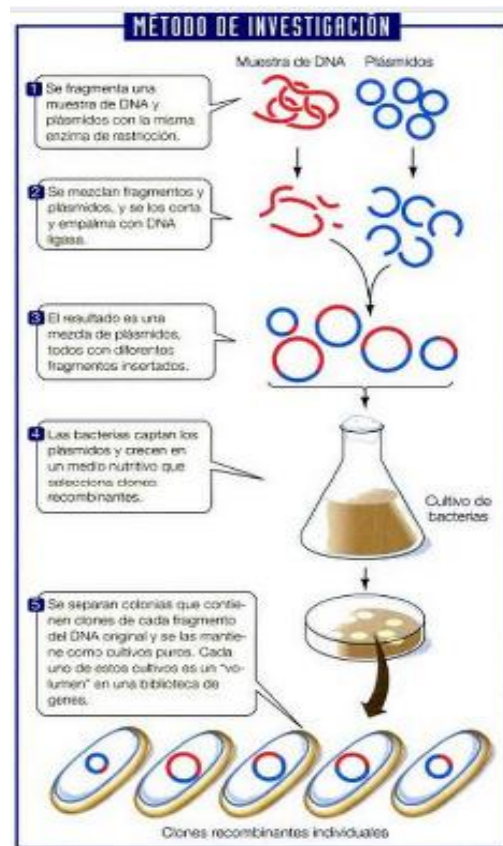 MÉTODO DE INVESTIGACIÓN
Muestra de DNA
Plásmidos
1 Se fragmenta una
muestra de DNA y
plásmidos con la misma
enzima de restricción.
2 Se mezclan fragmentos y
plásmidos, y se los corta
y empalma con DNA
ligasa.
3 El resultado es una
mezcla de plásmidos,
todos con diferentes
fragmentos insertados.
4 Las bacterias captan los
plásmidos y crecen en
un medio nutritivo que
selecciona clones
recombinantes.
Cultivo de
bacterias
5 Se separan colonias que contie-
nen clones de cada fragmento
del DNA original y se las mantie-
ne como cultivos puros. Cada
uno de estos cultivos es un "vo-
lumen" en una biblioteca de
genes.
Clones recombinantes individuales